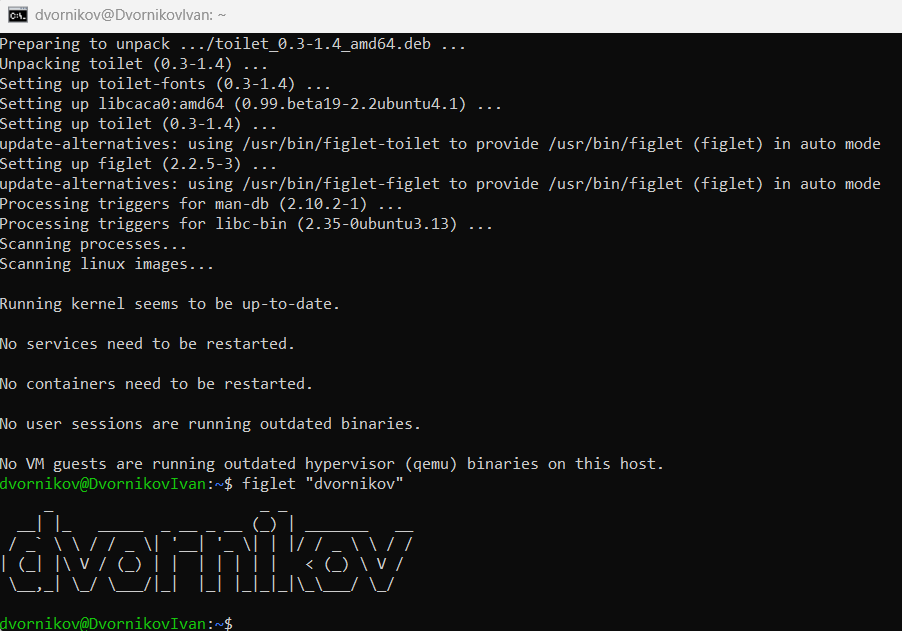 dvornikov@DvornikovIvan: ~
Preparing to unpack .../toilet_0.3-1.4_amd64.deb ...
Unpacking toilet (0.3-1.4) ...
Setting up toilet-fonts (0.3-1.4) ...
Setting up libcaca0:amd64 (0.99.beta19-2.2ubuntu4.1) ...
Setting up toilet (0.3-1.4) ...
update-alternatives: using /usr/bin/figlet-toilet to provide /usr/bin/figlet (figlet) in auto mode
Setting up figlet (2.2.5-3) ...
update-alternatives: using /usr/bin/figlet-figlet to provide /usr/bin/figlet (figlet) in auto mode
Processing triggers for man-db (2.10.2-1) ...
Processing triggers for libc-bin (2.35-0ubuntu3.13) ...
Scanning processes...
Scanning linux images...
Running kernel seems to be up-to-date.
No services need to be restarted.
No containers need to be restarted.
No user sessions are running outdated binaries.
No VM guests are running outdated hypervisor (qemu) binaries on this host.
dvornikov@DvornikovIvan:~$ figlet "dvornikov"
dvornikov
dvornikov@DvornikovIvan:~$